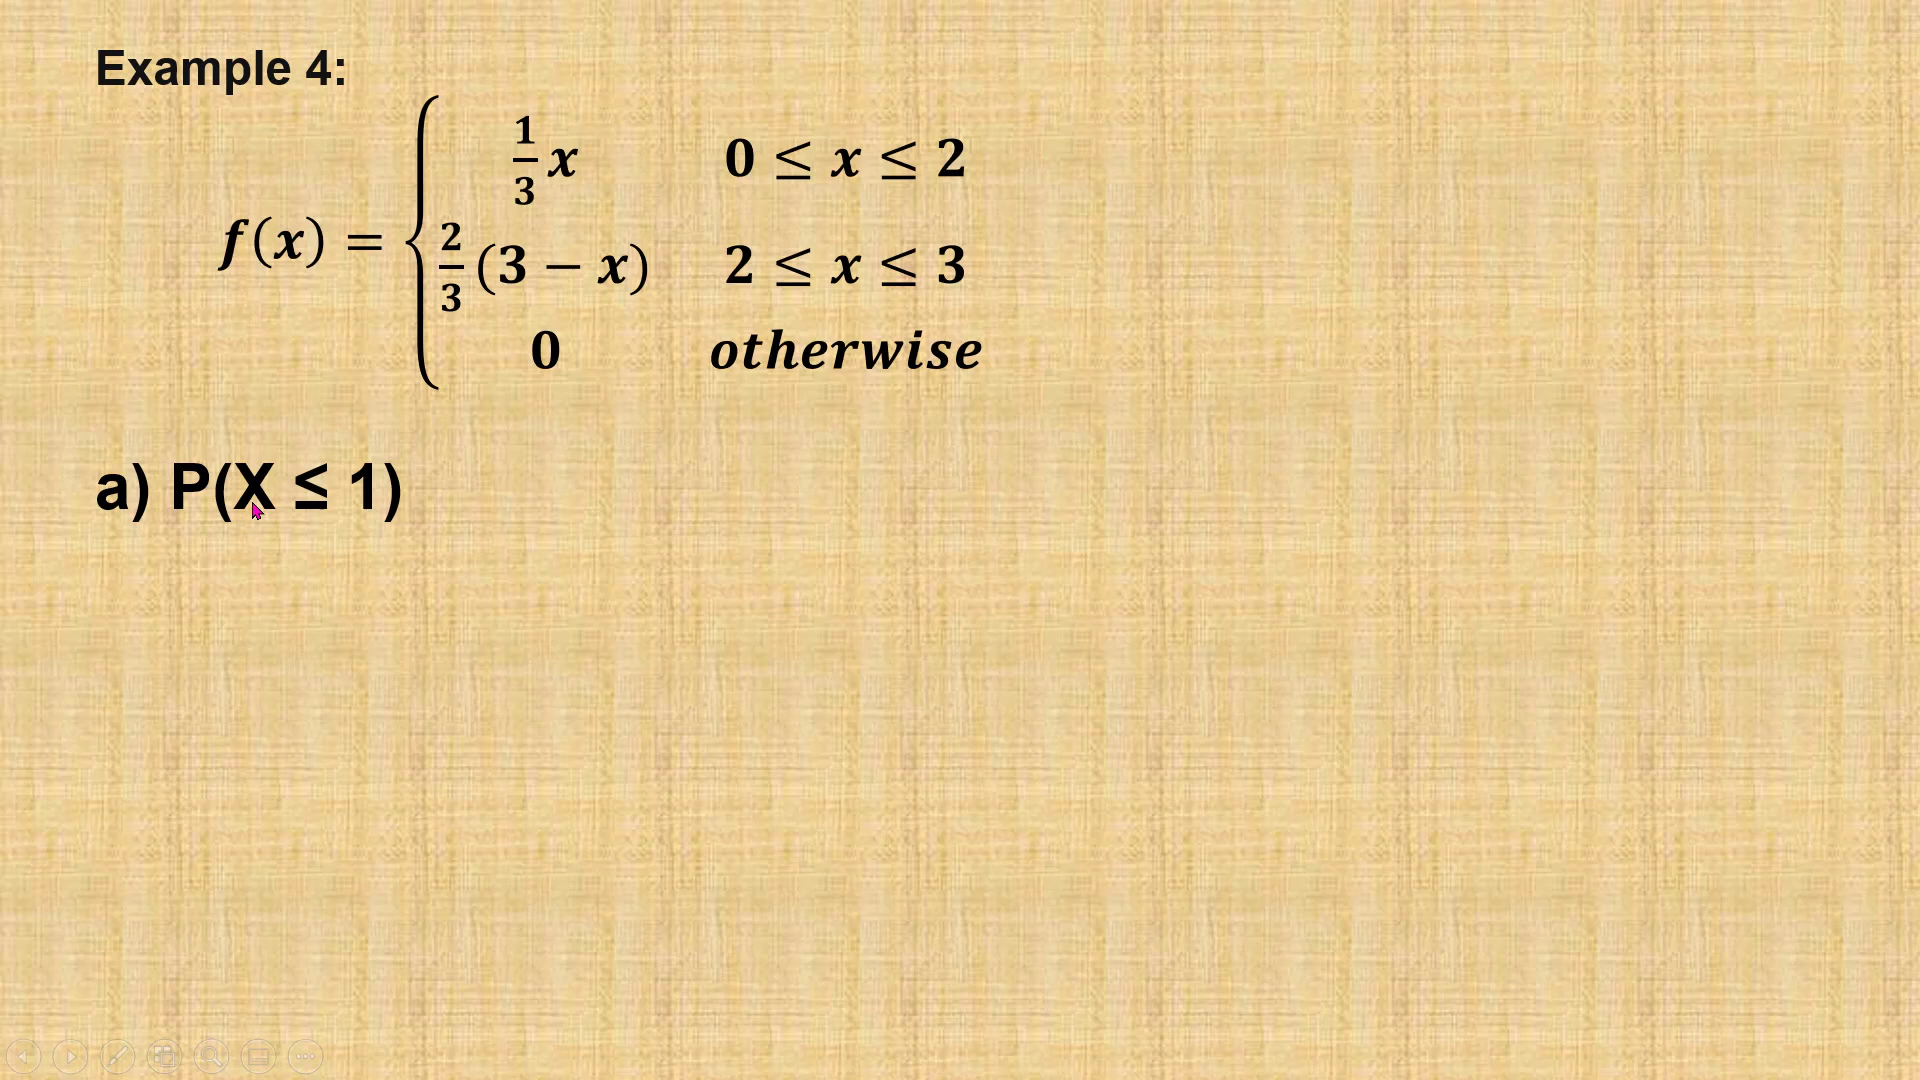 Example 4:
f(x) = { 1/3 x 0 ≤ x ≤ 2
2/3 (3 − x) 2 ≤ x ≤ 3
0 otherwise
a) P(X ≤ 1)